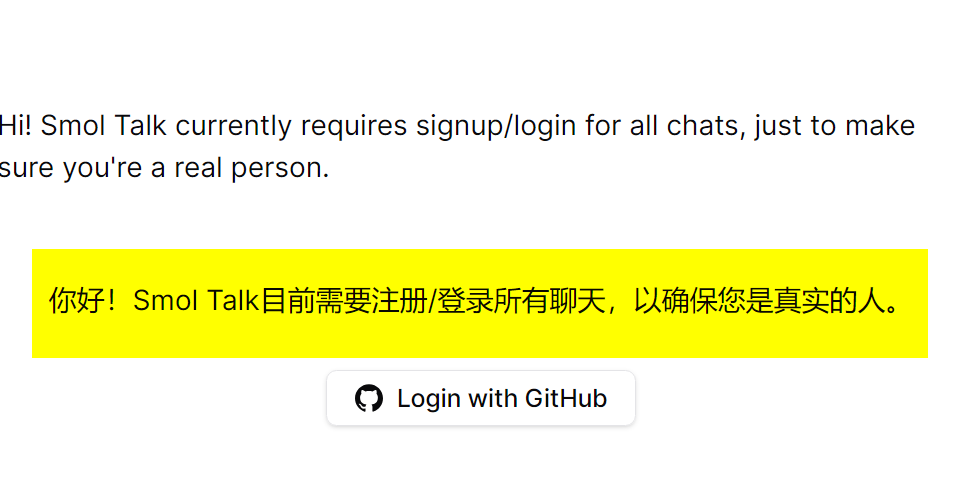 Hi! Smol Talk currently requires signup/login for all chats, just to make
sure you're a real person.
你好！Smol Talk目前需要注册/登录所有聊天，以确保您是真实的人。
Login with GitHub